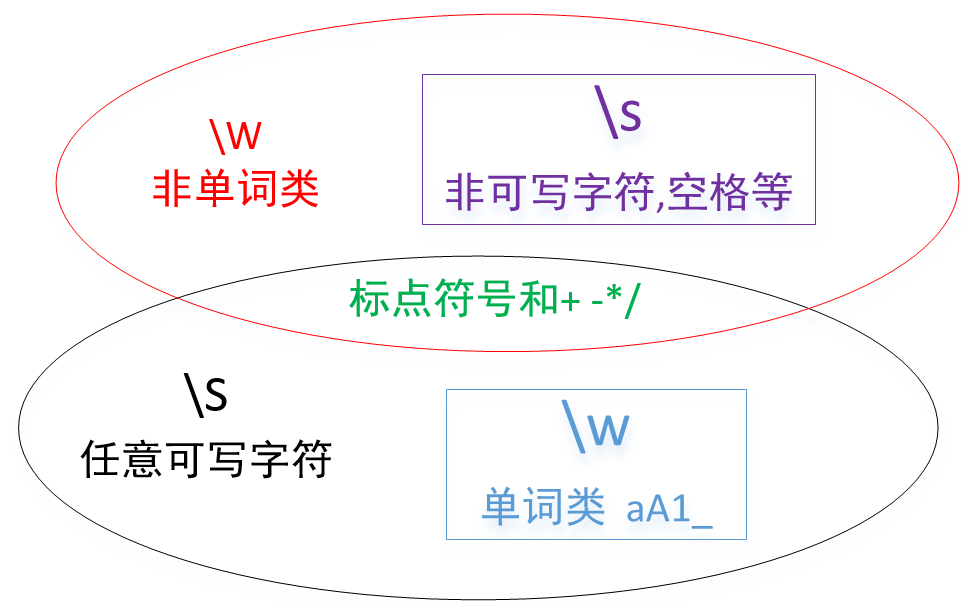 \W
非单词类
\s
非可写字符,空格等
标点符号和+ -*/
\S
任意可写字符
\w
单词类 aA1_